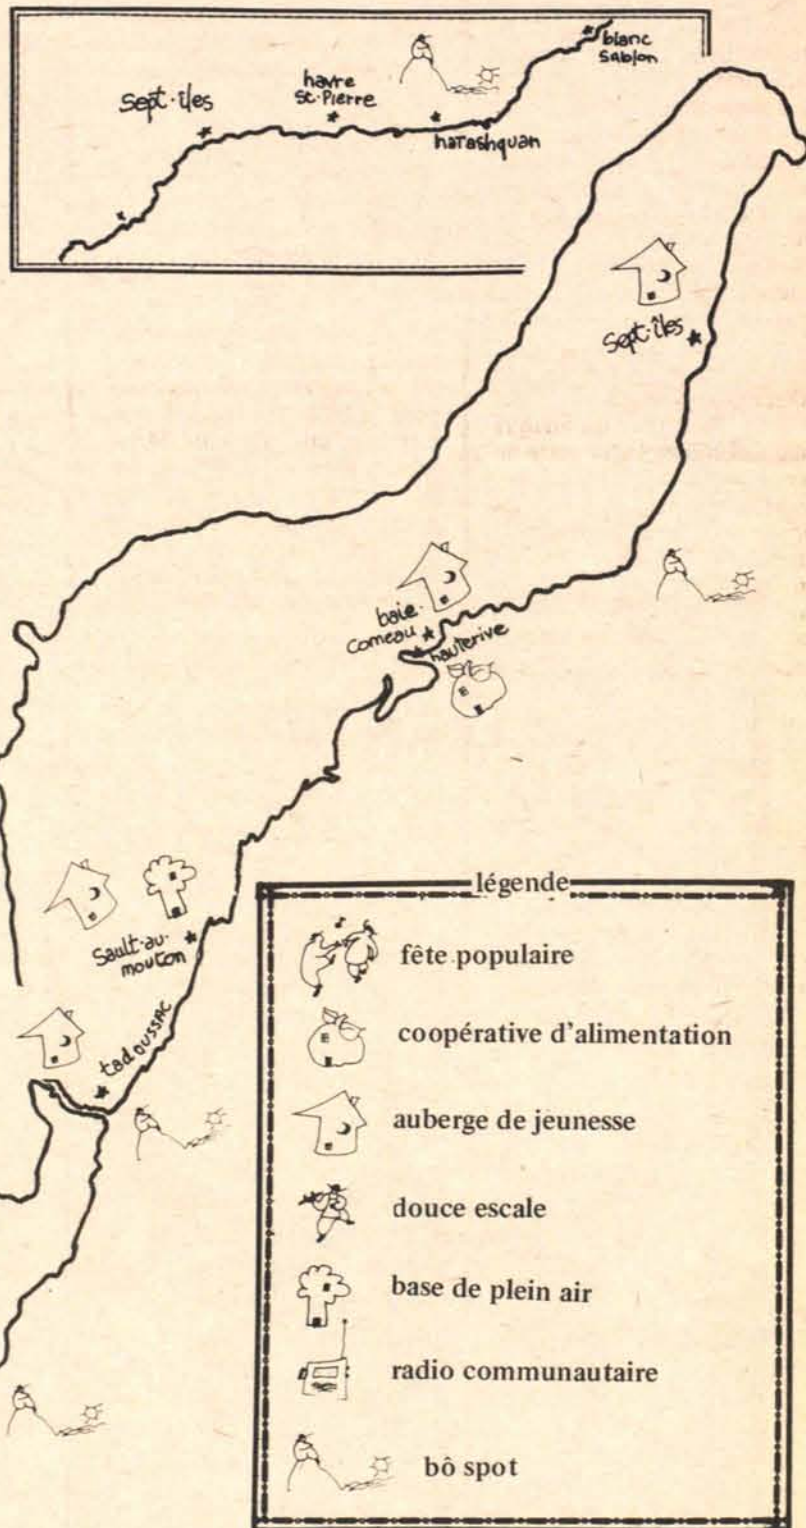 blanc
sablon
havre
st-Pierre
Sept-îles
natashquan
Sept-îles
baie-
comeau
hauterive
Sault-au-
mouton
tadoussac
légende
fête populaire
coopérative d'alimentation
auberge de jeunesse
douce escale
base de plein air
radio communautaire
bô spot